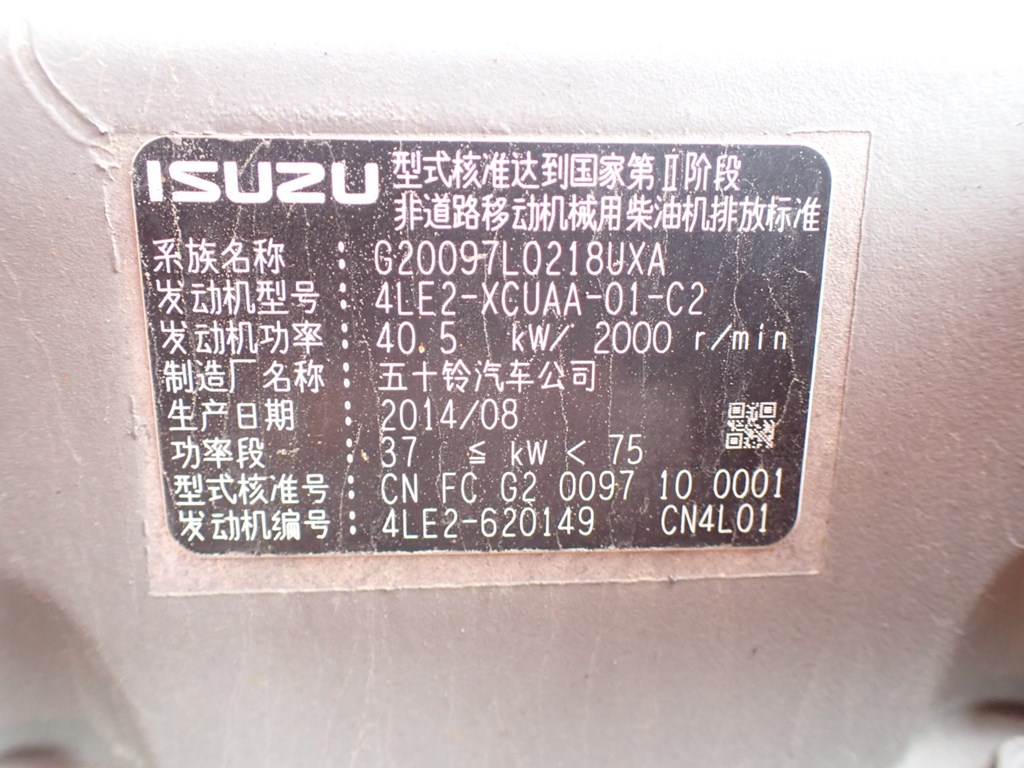 ISUZU 型式核准达到国家第Ⅱ阶段
非道路移动机械用柴油机排放标准
系族名称 : G20097LQ218UXA
发动机型号 : 4LE2-XCUAA-01-C2
发动机功率 : 40.5 kW/ 2000 r/min
制造厂名称 : 五十铃汽车公司
生产日期 : 2014/08
功率段 : 37 ≦ kW < 75
型式核准号 : CN FC G2 0097 10 0001
发动机编号 : 4LE2-620149 CN4L01